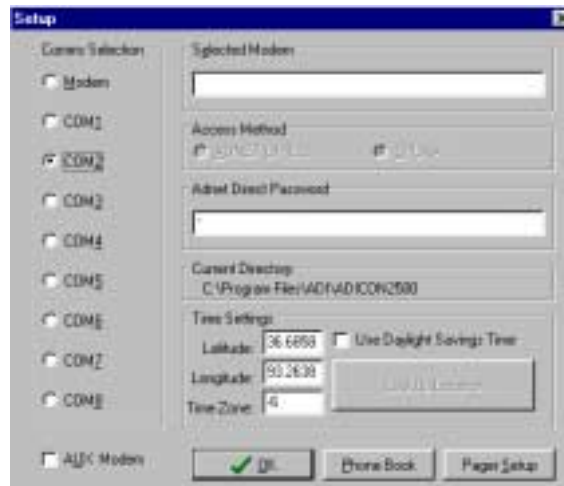 Setup
Comms Selection
Modem
COM1
COM2
COM3
COM4
COM5
COM6
COM7
COM8
AUX Modem
Selected Modem
Access Method
Adnet Direct Password
Current Directory
C:\Program Files\ADI\ADICON2500
Time Settings
Latitude: 36.6858
Use Daylight Savings Time
Longitude: 93.2638
Time Zone: -6
OK
Phone Book
Pager Setup